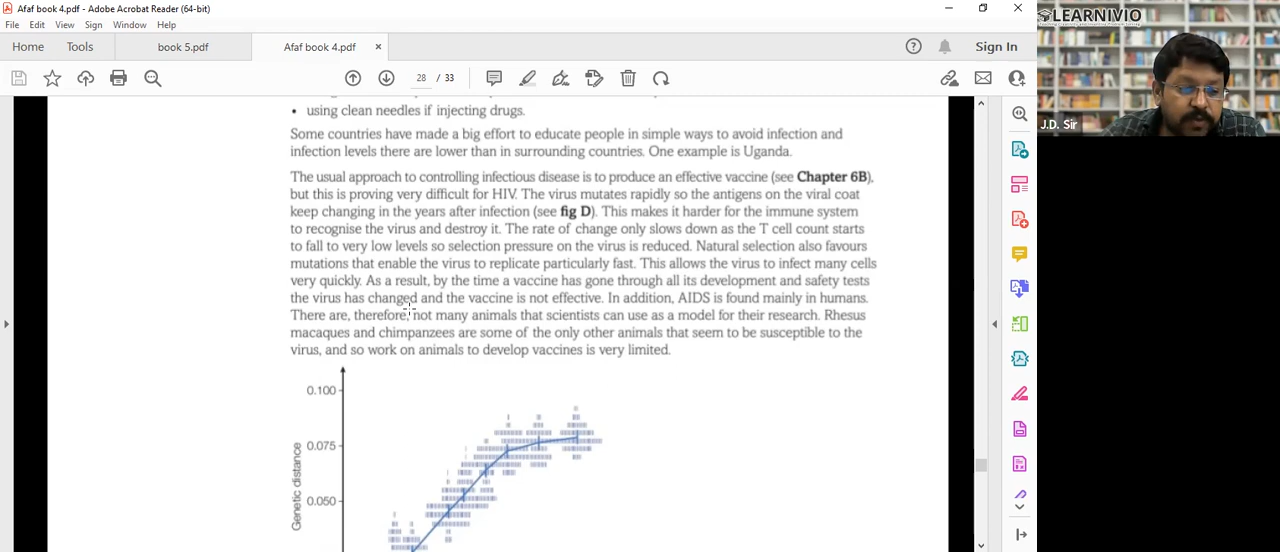 Afaf book 4.pdf - Adobe Acrobat Reader (64-bit)
File Edit View Sign Window Help
Home Tools book 5.pdf Afaf book 4.pdf × Sign In
28 / 33
LEARNIVIO
J.D. Sir
• using clean needles if injecting drugs.
Some countries have made a big effort to educate people in simple ways to avoid infection and
infection levels there are lower than in surrounding countries. One example is Uganda.
The usual approach to controlling infectious disease is to produce an effective vaccine (see Chapter 6B),
but this is proving very difficult for HIV. The virus mutates rapidly so the antigens on the viral coat
keep changing in the years after infection (see fig D). This makes it harder for the immune system
to recognise the virus and destroy it. The rate of change only slows down as the T cell count starts
to fall to very low levels so selection pressure on the virus is reduced. Natural selection also favours
mutations that enable the virus to replicate particularly fast. This allows the virus to infect many cells
very quickly. As a result, by the time a vaccine has gone through all its development and safety tests
the virus has changed and the vaccine is not effective. In addition, AIDS is found mainly in humans.
There are, therefore, not many animals that scientists can use as a model for their research. Rhesus
macaques and chimpanzees are some of the only other animals that seem to be susceptible to the
virus, and so work on animals to develop vaccines is very limited.
0.100
0.075
0.050
Genetic distance